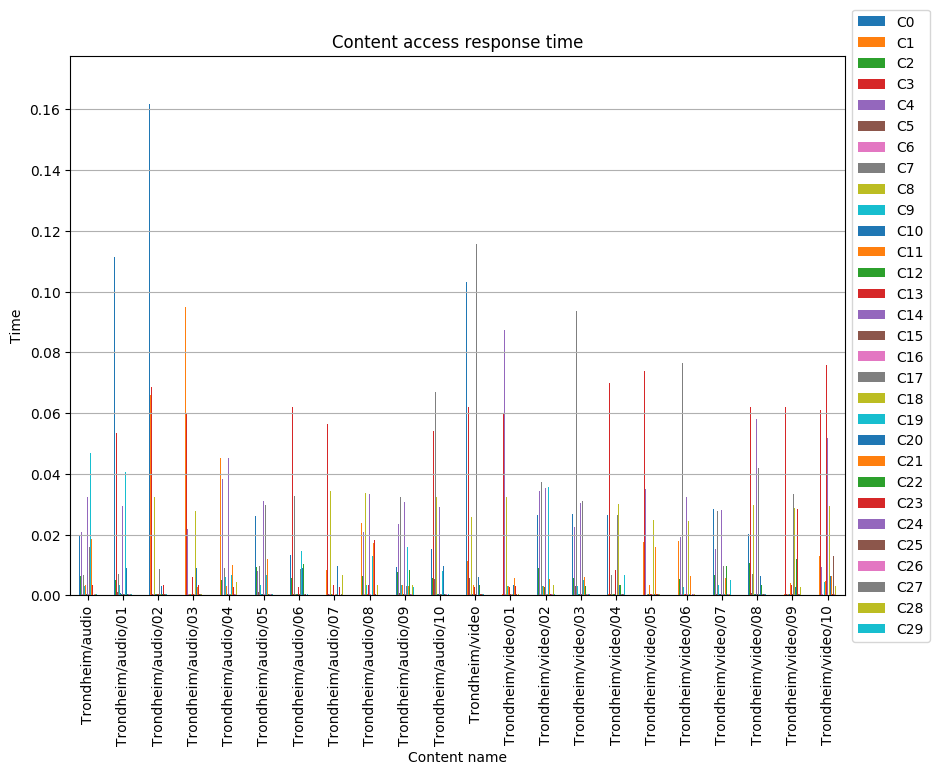 Content access response time
Time
0.16
0.14
0.12
0.10
0.08
0.06
0.04
0.02
0.00
Trondheim/audio
Trondheim/audio/01
Trondheim/audio/02
Trondheim/audio/03
Trondheim/audio/04
Trondheim/audio/05
Trondheim/audio/06
Trondheim/audio/07
Trondheim/audio/08
Trondheim/audio/09
Trondheim/audio/10
Trondheim/video
Trondheim/video/01
Trondheim/video/02
Trondheim/video/03
Trondheim/video/04
Trondheim/video/05
Trondheim/video/06
Trondheim/video/07
Trondheim/video/08
Trondheim/video/09
Trondheim/video/10
Content name
C0
C1
C2
C3
C4
C5
C6
C7
C8
C9
C10
C11
C12
C13
C14
C15
C16
C17
C18
C19
C20
C21
C22
C23
C24
C25
C26
C27
C28
C29